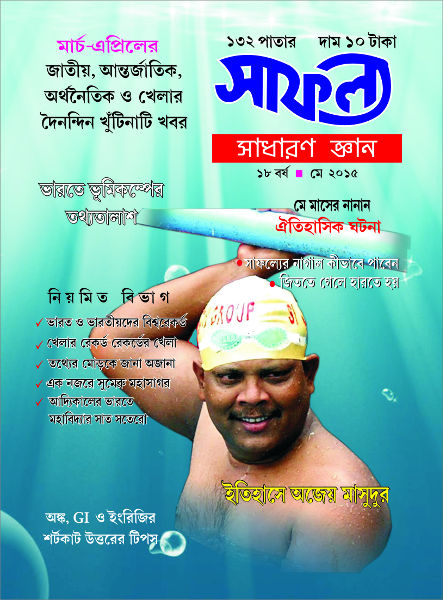 ১৩২ পাতার দাম ১০ টাকা
মার্চ-এপ্রিলের
জাতীয়, আন্তর্জাতিক,
অর্থনৈতিক ও খেলার
দৈনন্দিন খুঁটিনাটি খবর
সাফল্য
সাধারণ জ্ঞান
১৮ বর্ষ ■ মে ২০১৫
ভারতে ভূমিকম্পের
তথ্যতালাশ
মে মাসের নানান
ঐতিহাসিক ঘটনা
• সাফল্যের নাগাল কীভাবে পাবেন
• জিততে গেলে হারতে হয়
নিয়মিত বিভাগ
✓ ভারত ও ভারতীয়দের বিশ্বরেকর্ড
✓ খেলার রেকর্ড রেকর্ডের খেলা
✓ তথ্যের মোড়কে জানা অজানা
✓ এক নজরে সুমেরু মহাসাগর
✓ আদিকালের ভারতে
মহাবিদ্যার সাত সতেরো
GROUP
ইতিহাসে অজেয় মাসুদুর
অঙ্ক, GI ও ইংরিজির
শর্টকাট উত্তরের টিপস্